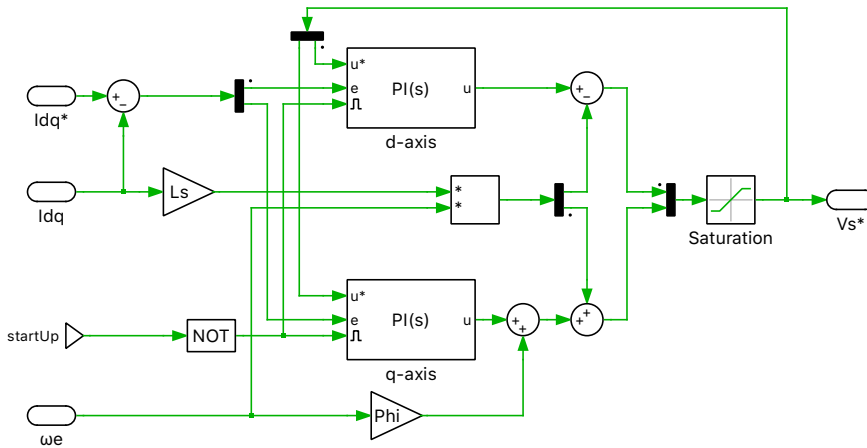 u*
e
PI(s)
u
d-axis
+
−
Idq*
+
−
Idq
Ls
*
*
Saturation
Vs*
u*
e
PI(s)
u
q-axis
+
+
+
+
startUp
NOT
Phi
ωe